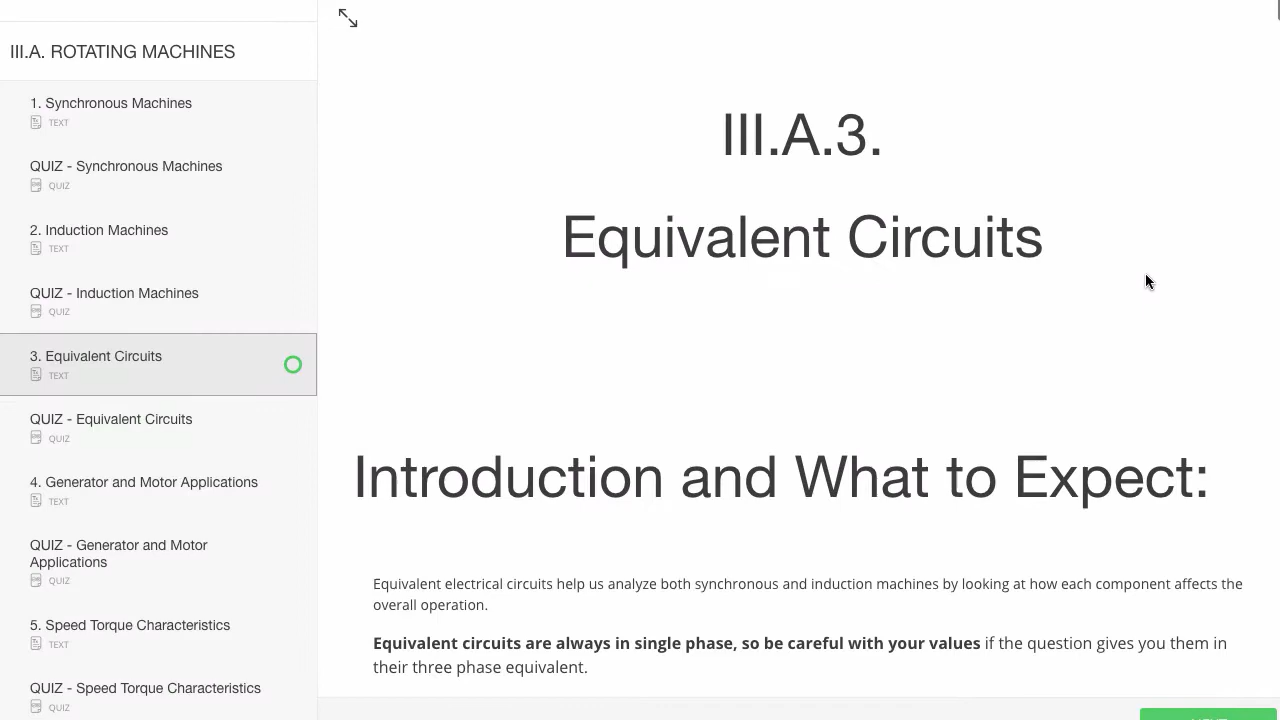 III.A. ROTATING MACHINES
1. Synchronous Machines
TEXT
QUIZ - Synchronous Machines
QUIZ
2. Induction Machines
TEXT
QUIZ - Induction Machines
QUIZ
3. Equivalent Circuits
TEXT
QUIZ - Equivalent Circuits
QUIZ
4. Generator and Motor Applications
TEXT
QUIZ - Generator and Motor
Applications
QUIZ
5. Speed Torque Characteristics
TEXT
QUIZ - Speed Torque Characteristics
QUIZ
III.A.3.
Equivalent Circuits
Introduction and What to Expect:
Equivalent electrical circuits help us analyze both synchronous and induction machines by looking at how each component affects the
overall operation.
Equivalent circuits are always in single phase, so be careful with your values if the question gives you them in
their three phase equivalent.